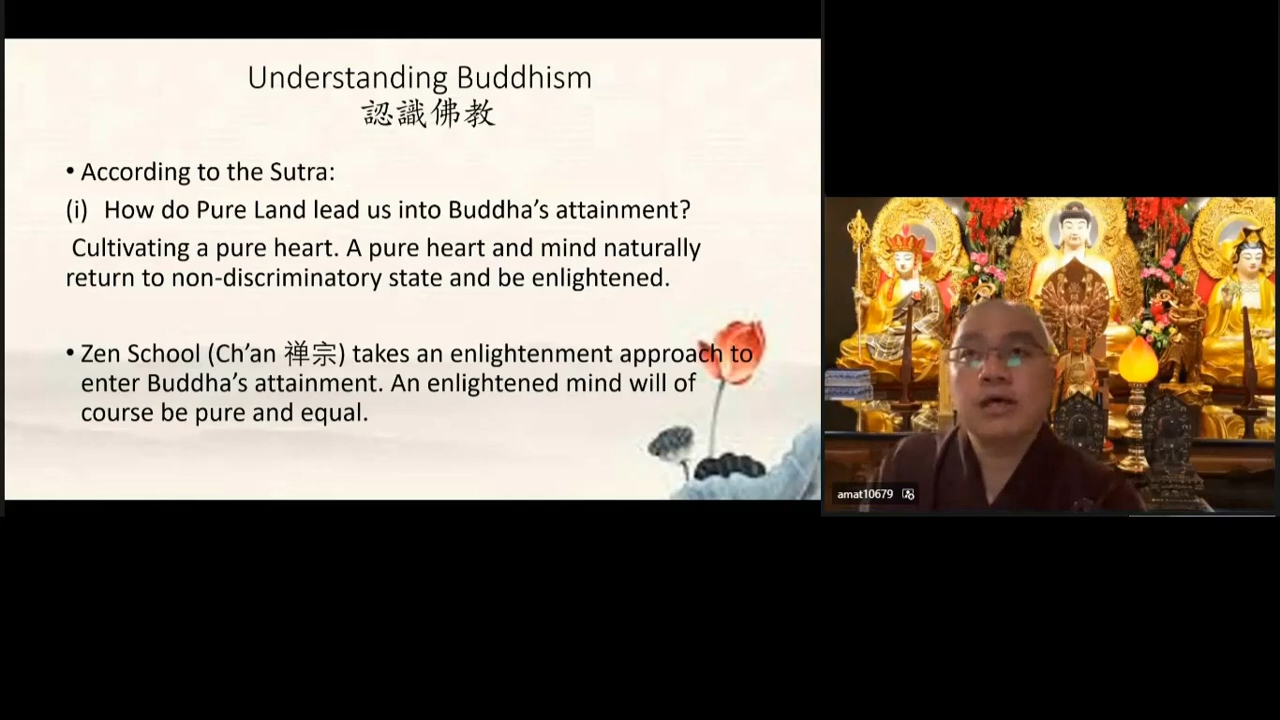 Understanding Buddhism
認識佛教
• According to the Sutra:
(i) How do Pure Land lead us into Buddha’s attainment?
Cultivating a pure heart. A pure heart and mind naturally
return to non-discriminatory state and be enlightened.
• Zen School (Ch’an 禅宗) takes an enlightenment approach to
enter Buddha’s attainment. An enlightened mind will of
course be pure and equal.
amat10679